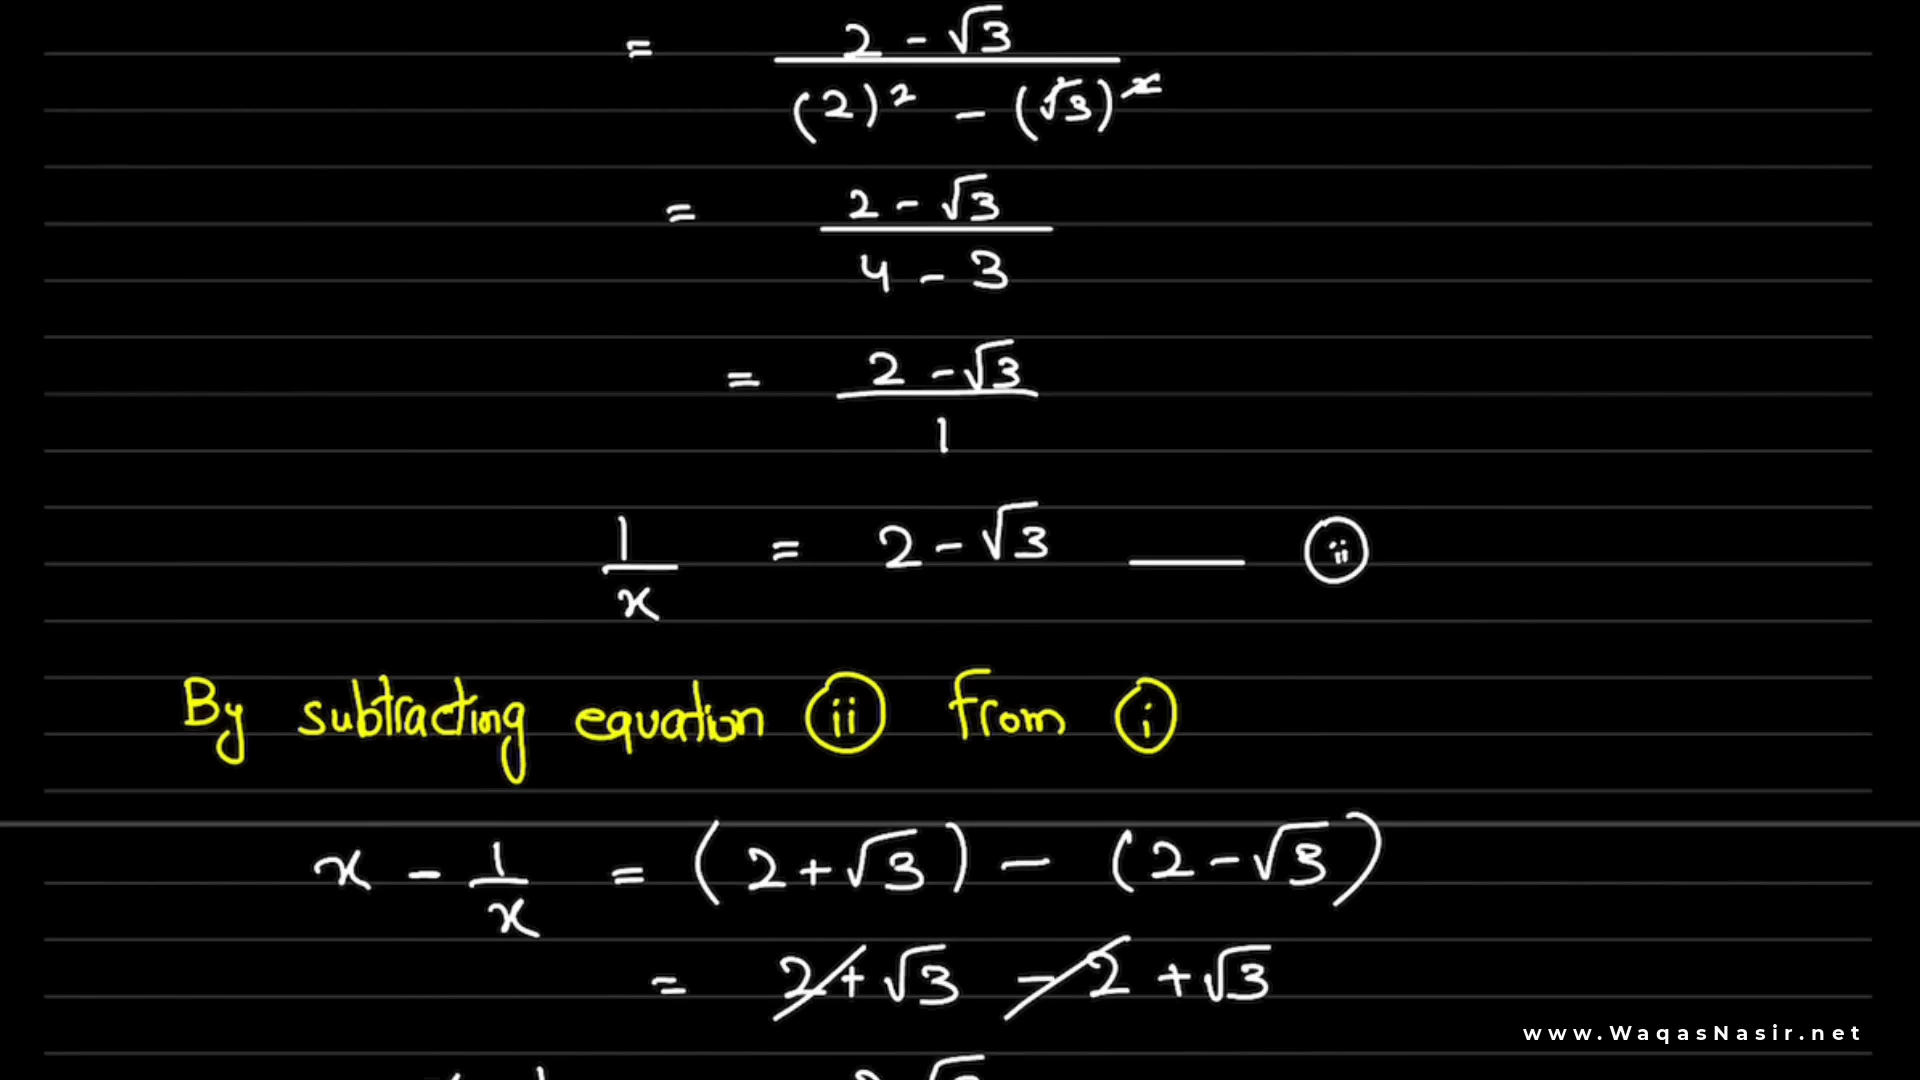 = 2 - √3 / (2)² - (√3)²
= 2 - √3 / 4 - 3
= 2 - √3 / 1
1/x = 2 - √3 —— (ii)
By subtracting equation (ii) from (i)
x - 1/x = (2 + √3) - (2 - √3)
= 2 + √3 - 2 + √3
www.WaqasNasir.net